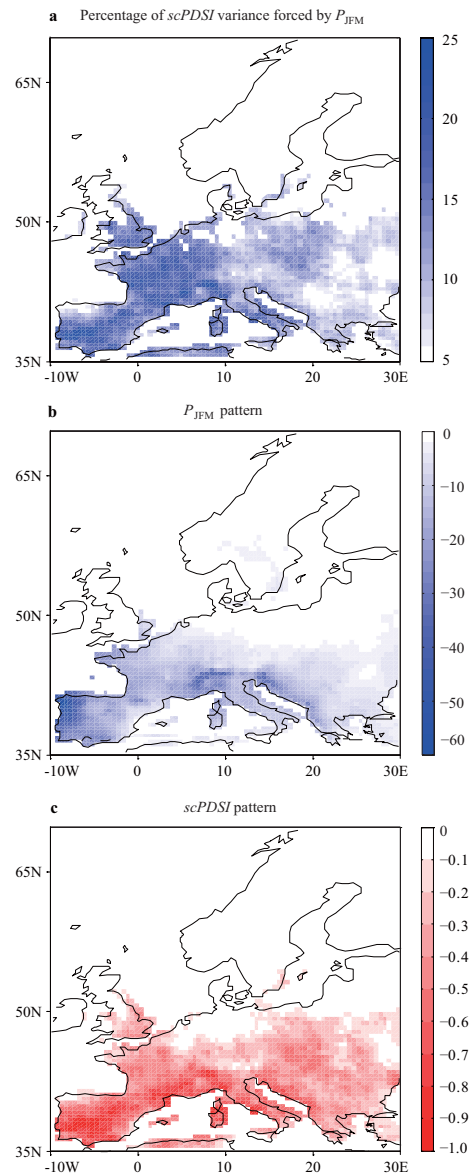 a Percentage of scPDSI variance forced by PJFM
25
65N
20
15
50N
10
35N
5
-10W 0 10 20 30E
b PJFM pattern
0
65N
−10
−20
−30
50N
−40
−50
35N
−60
-10W 0 10 20 30E
c scPDSI pattern
0
−0.1
65N
−0.2
−0.3
−0.4
50N
−0.5
−0.6
−0.7
−0.8
−0.9
35N
−1.0
-10W 0 10 20 30E